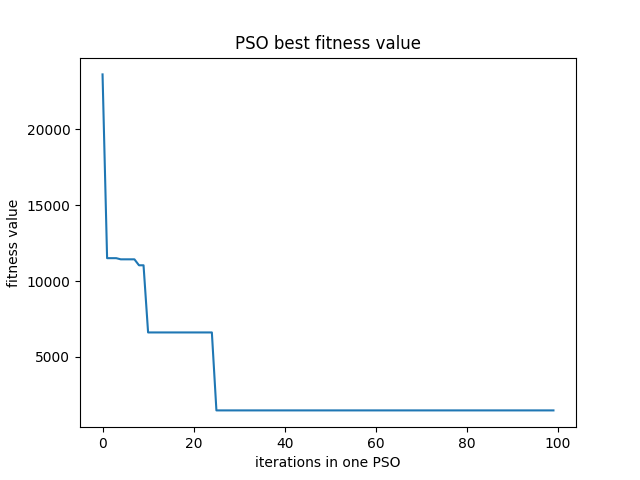 PSO best fitness value
fitness value
20000
15000
10000
5000
0 20 40 60 80 100
iterations in one PSO